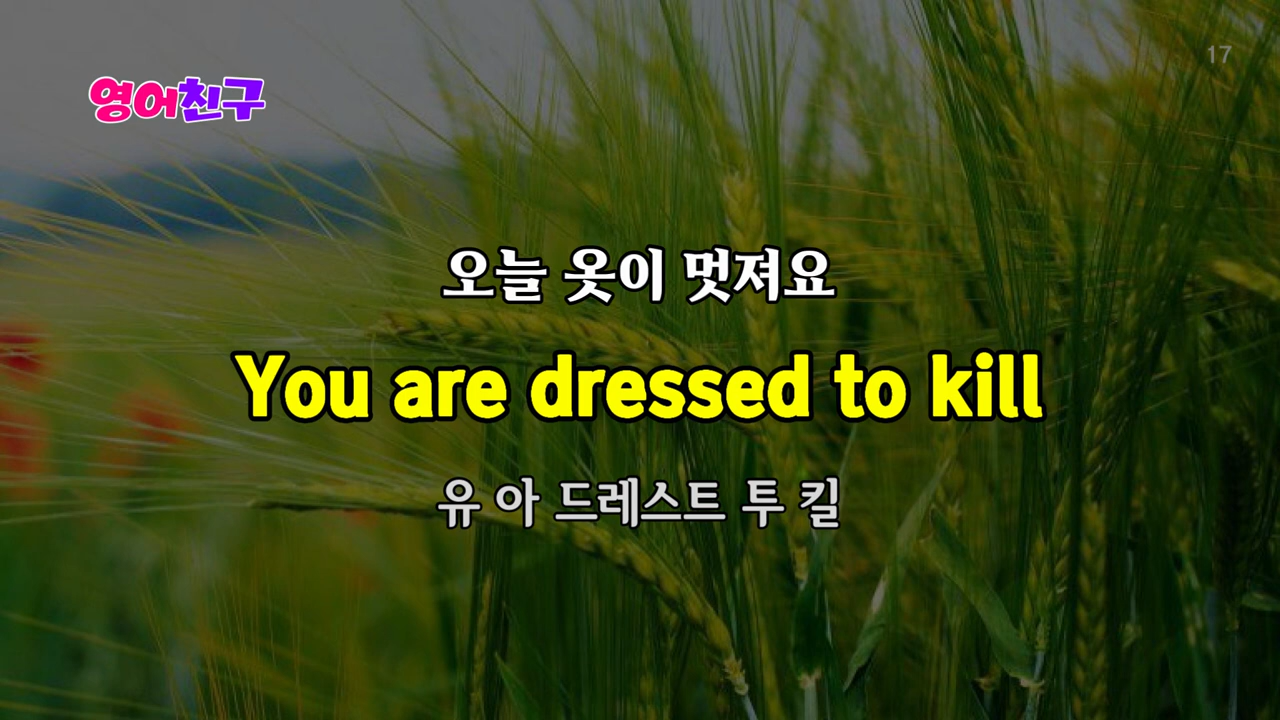 17
영어친구
오늘 옷이 멋져요
You are dressed to kill
유 아 드레스트 투 킬